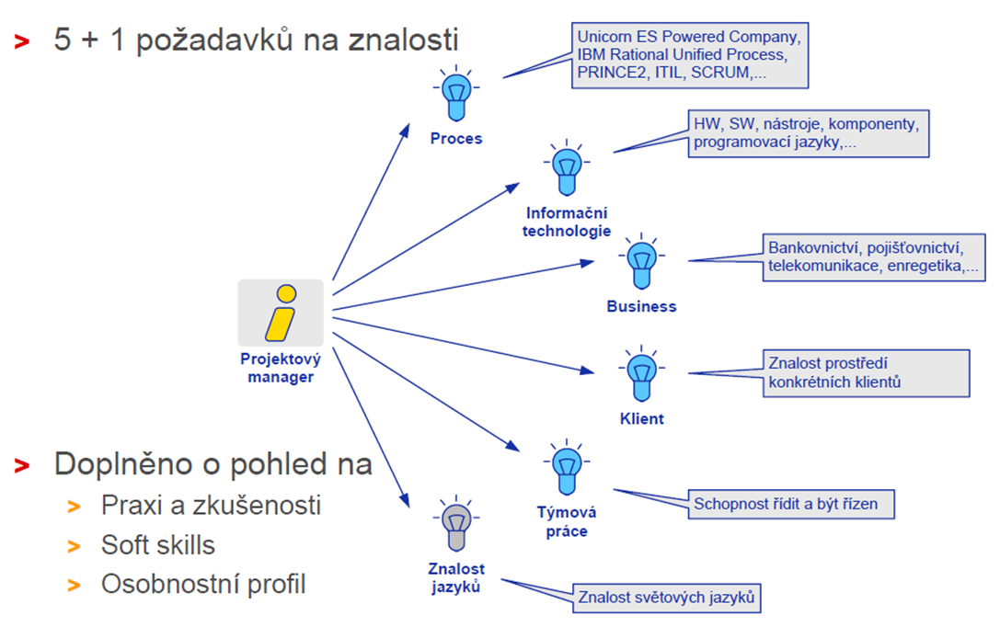 > 5 + 1 požadavků na znalosti
Unicorn ES Powered Company,
IBM Rational Unified Process,
PRINCE2, ITIL, SCRUM,...
Proces
HW, SW, nástroje, komponenty,
programovací jazyky,...
Informační
technologie
Bankovnictví, pojišťovnictví,
telekomunikace, enregetika,...
Business
Projektový
manager
Znalost prostředí
konkrétních klientů
Klient
> Doplněno o pohled na
> Praxi a zkušenosti
> Soft skills
> Osobnostní profil
Schopnost řídit a být řízen
Týmová
práce
Znalost
jazyků
Znalost světových jazyků